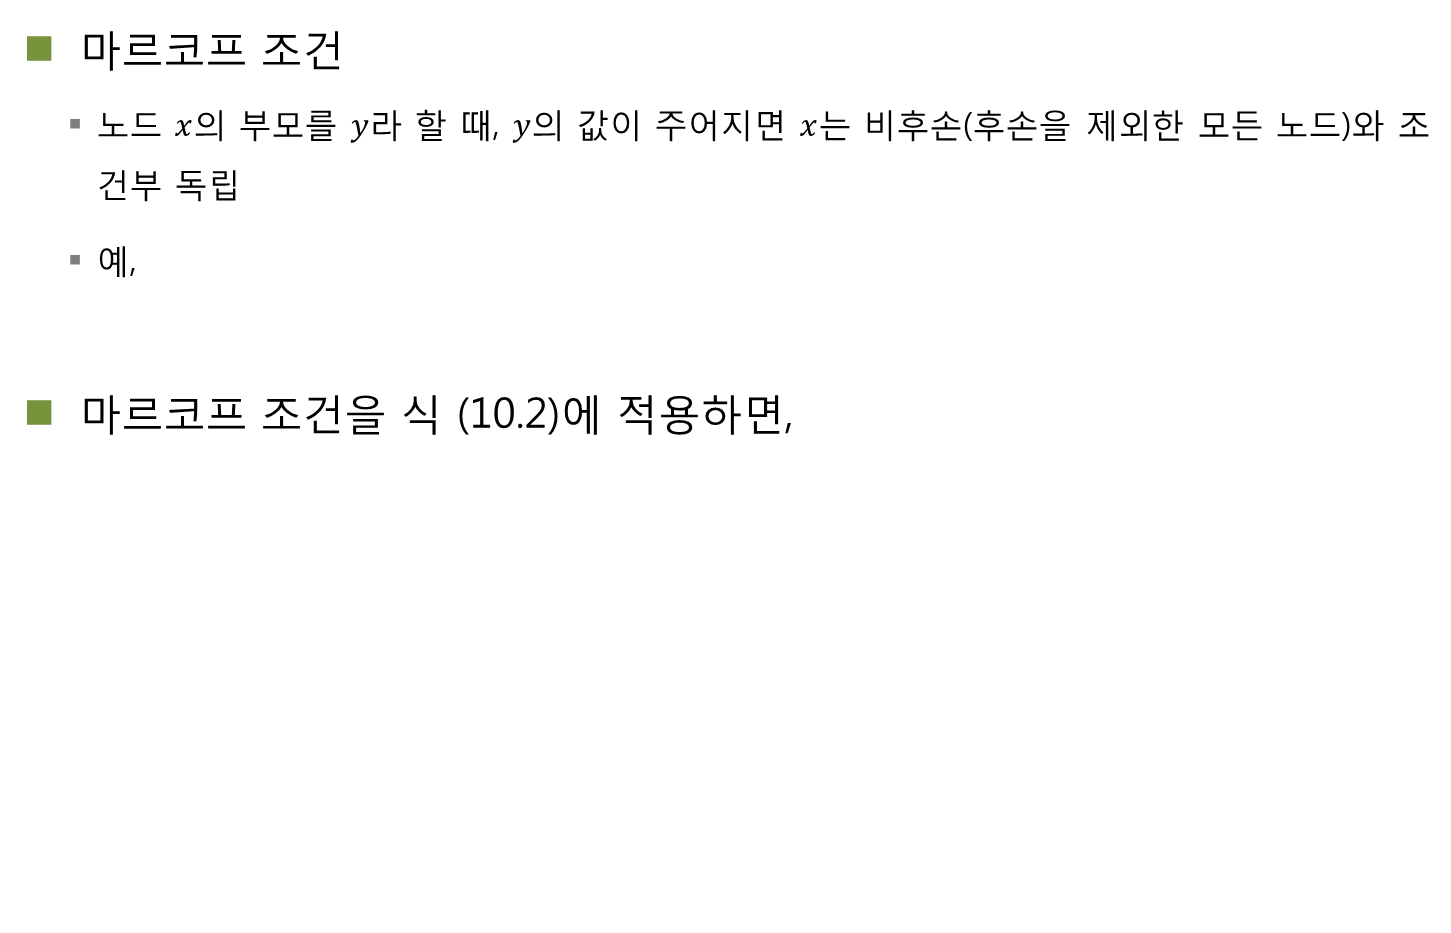 마르코프 조건
노드 x의 부모를 y라 할 때, y의 값이 주어지면 x는 비후손(후손을 제외한 모든 노드)와 조
건부 독립
예,
마르코프 조건을 식 (10.2)에 적용하면,